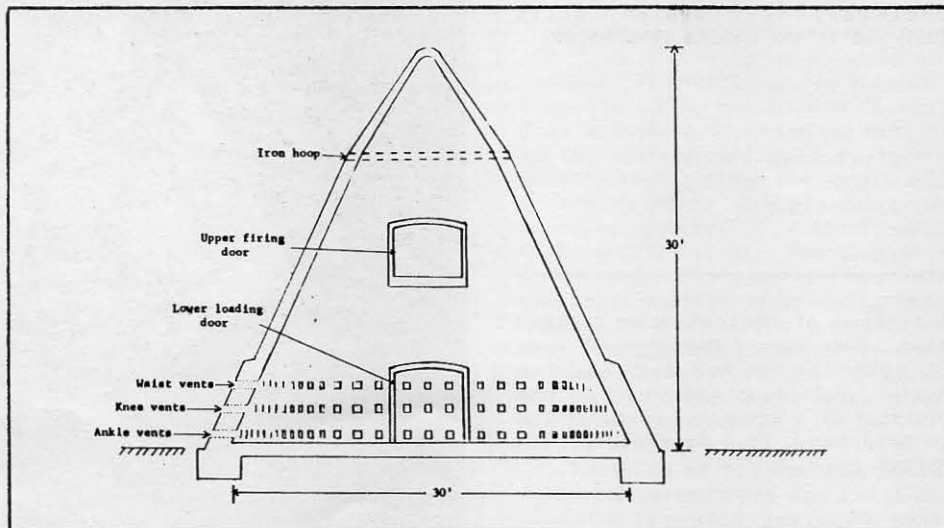 Iron hoop
Upper firing
door
30'
Lower loading
door
Waist vents
Knee vents
Ankle vents
30'